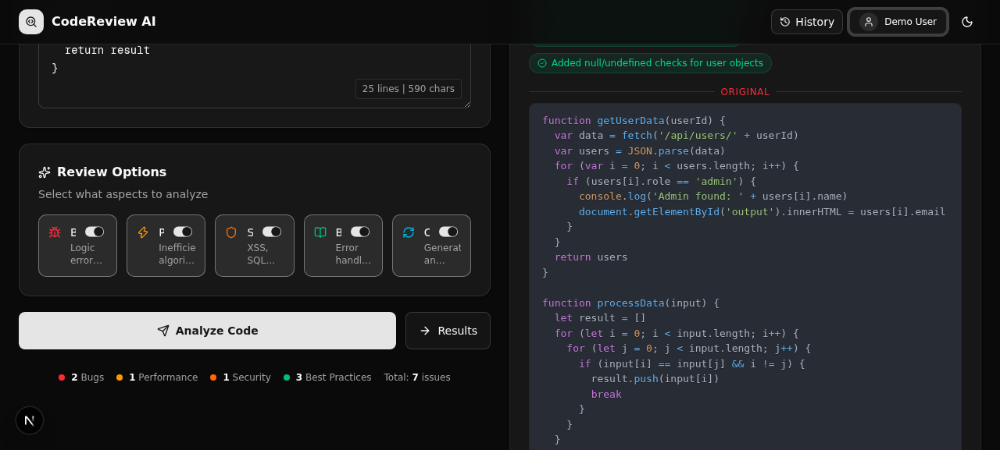 CodeReview AI
History
Demo User
return result
}
25 lines | 590 chars
Review Options
Select what aspects to analyze
B
Logic
error…
P
Inefficie
algori…
S
XSS,
SQL…
B
Error
handl…
C
Generat
an…
Analyze Code
Results
2 Bugs
1 Performance
1 Security
3 Best Practices
Total: 7 issues
N
Added null/undefined checks for user objects
ORIGINAL
function getUserData(userId) {
  var data = fetch('/api/users/' + userId)
  var users = JSON.parse(data)
  for (var i = 0; i < users.length; i++) {
    if (users[i].role == 'admin') {
      console.log('Admin found: ' + users[i].name)
      document.getElementById('output').innerHTML = users[i].email
    }
  }
  return users
}
function processData(input) {
  let result = []
  for (let i = 0; i < input.length; i++) {
    for (let j = 0; j < input.length; j++) {
      if (input[i] == input[j] && i != j) {
        result.push(input[i])
        break
      }
    }
  }